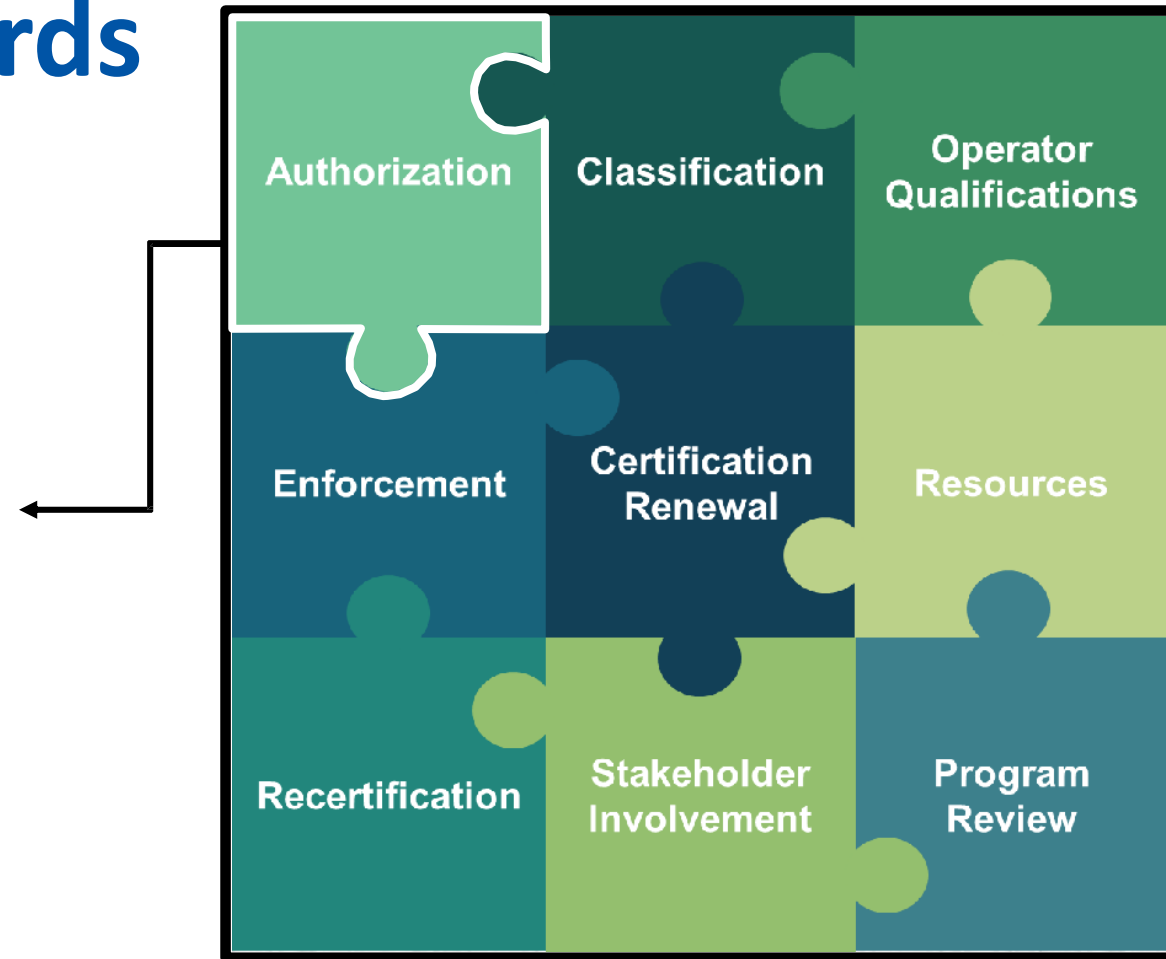 rds
Authorization
Classification
Operator
Qualifications
Enforcement
Certification
Renewal
Resources
Recertification
Stakeholder
Involvement
Program
Review